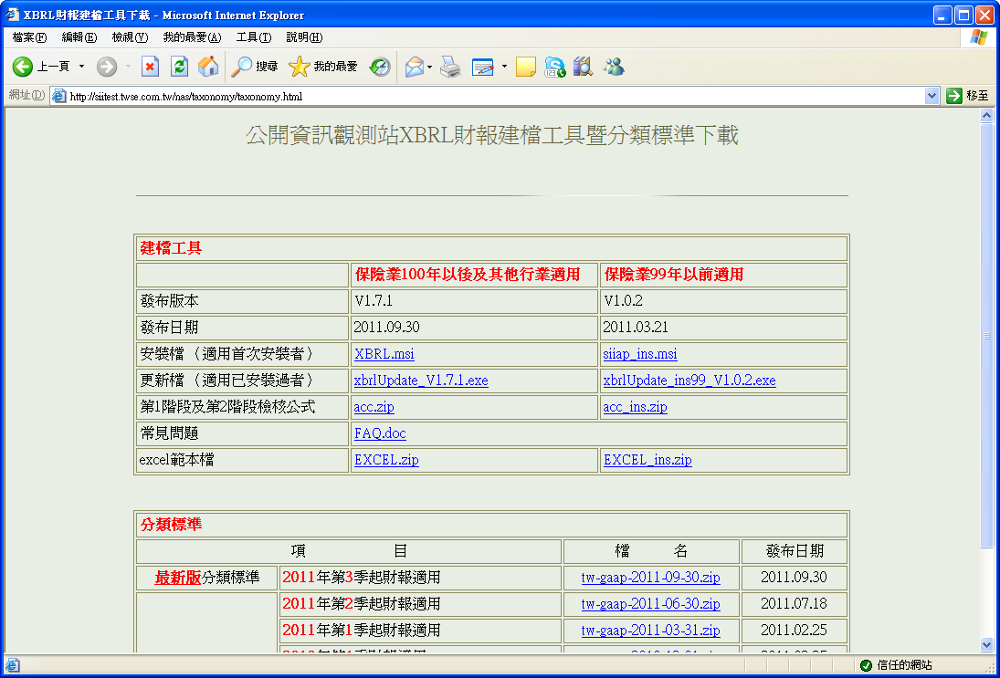 XBRL財報建檔工具下載 - Microsoft Internet Explorer
檔案(F) 編輯(E) 檢視(V) 我的最愛(A) 工具(T) 說明(H)
上一頁 搜尋 我的最愛
網址(D) http://siitest.twse.com.tw/nas/taxonomy/taxonomy.html 移至
公開資訊觀測站XBRL財報建檔工具暨分類標準下載
建檔工具
保險業100年以後及其他行業適用 保險業99年以前適用
發布版本 V1.7.1 V1.0.2
發布日期 2011.09.30 2011.03.21
安裝檔（適用首次安裝者） XBRL.msi siiap_ins.msi
更新檔（適用已安裝過者） xbrlUpdate_V1.7.1.exe xbrlUpdate_ins99_V1.0.2.exe
第1階段及第2階段檢核公式 acc.zip acc_ins.zip
常見問題 FAQ.doc
excel範本檔 EXCEL.zip EXCEL_ins.zip
分類標準
項 目 檔 名 發布日期
最新版分類標準 2011年第3季起財報適用 tw-gaap-2011-09-30.zip 2011.09.30
2011年第2季起財報適用 tw-gaap-2011-06-30.zip 2011.07.18
2011年第1季起財報適用 tw-gaap-2011-03-31.zip 2011.02.25
信任的網站